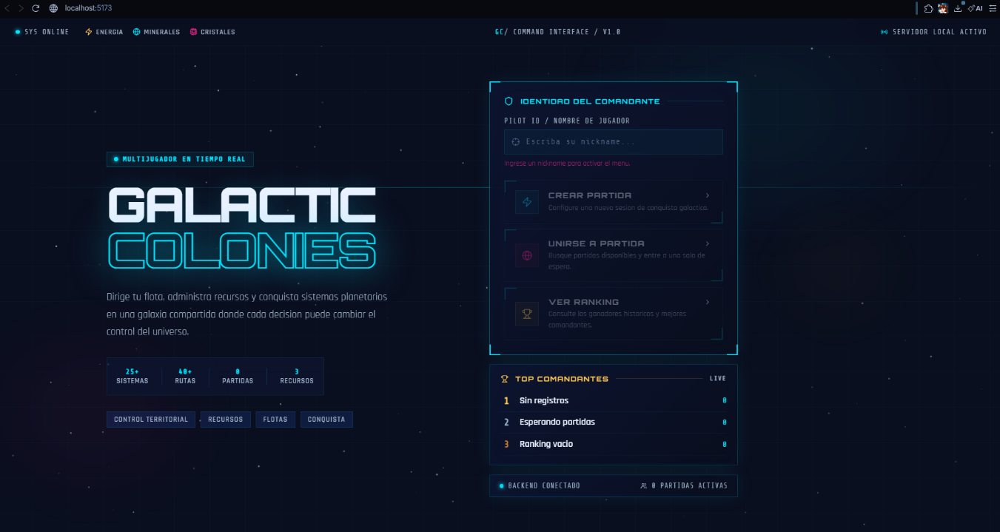 localhost:5173
AI
SYS ONLINE
ENERGIA
MINERALES
CRISTALES
GC/ COMMAND INTERFACE / V1.0
SERVIDOR LOCAL ACTIVO
MULTIJUGADOR EN TIEMPO REAL
GALACTIC
COLONIES
Dirige tu flota, administra recursos y conquista sistemas planetarios
en una galaxia compartida donde cada decision puede cambiar el
control del universo.
25+
SISTEMAS
40+
RUTAS
0
PARTIDAS
3
RECURSOS
CONTROL TERRITORIAL
RECURSOS
FLOTAS
CONQUISTA
IDENTIDAD DEL COMANDANTE
PILOT ID / NOMBRE DE JUGADOR
Escriba su nickname...
Ingrese un nickname para activar el menu.
CREAR PARTIDA
Configure una nueva sesion de conquista galactica.
UNIRSE A PARTIDA
Busque partidas disponibles y entre a una sala de
espera.
VER RANKING
Consulte los ganadores historicos y mejores
comandantes.
TOP COMANDANTES
LIVE
1 Sin registros 0
2 Esperando partidas 0
3 Ranking vacio 0
BACKEND CONECTADO
0 PARTIDAS ACTIVAS